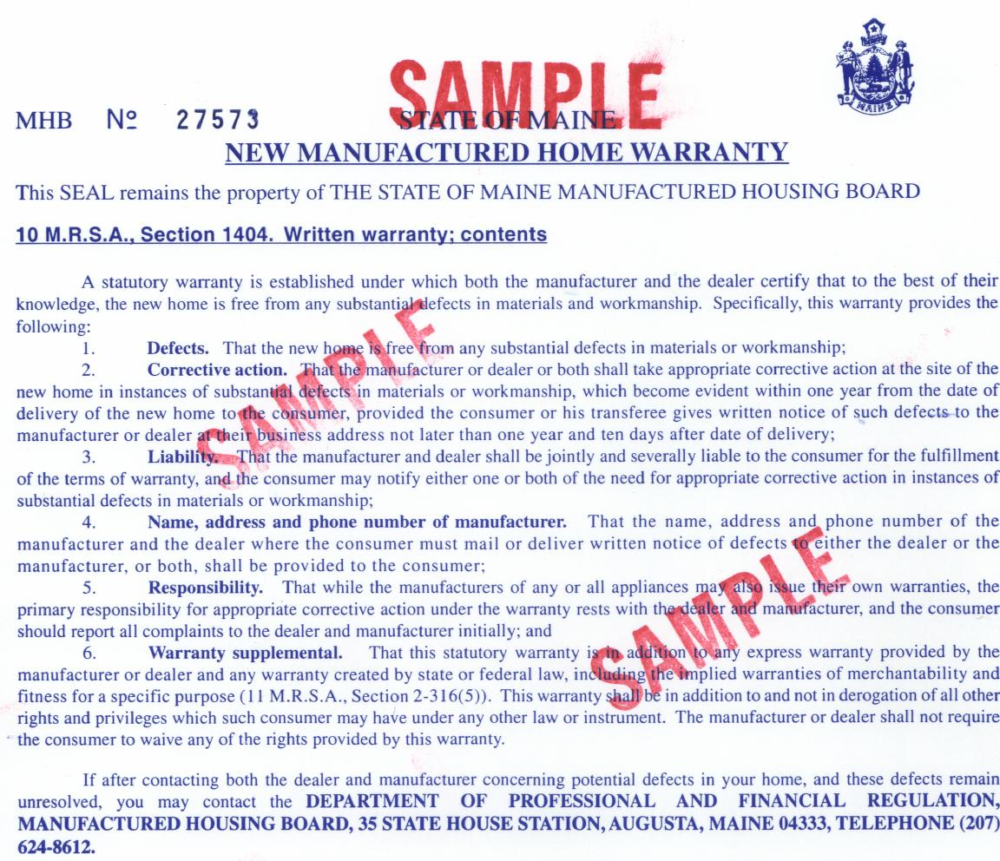 SAMPLE
MAINE
MHB Nº 27573 STATE OF MAINE
NEW MANUFACTURED HOME WARRANTY
This SEAL remains the property of THE STATE OF MAINE MANUFACTURED HOUSING BOARD
10 M.R.S.A., Section 1404. Written warranty; contents
A statutory warranty is established under which both the manufacturer and the dealer certify that to the best of their
knowledge, the new home is free from any substantial defects in materials and workmanship. Specifically, this warranty provides the
following:
1. Defects. That the new home is free from any substantial defects in materials or workmanship;
2. Corrective action. That the manufacturer or dealer or both shall take appropriate corrective action at the site of the
new home in instances of substantial defects in materials or workmanship, which become evident within one year from the date of
delivery of the new home to the consumer, provided the consumer or his transferee gives written notice of such defects to the
manufacturer or dealer at their business address not later than one year and ten days after date of delivery;
SAMPLE
3. Liability. That the manufacturer and dealer shall be jointly and severally liable to the consumer for the fulfillment
of the terms of warranty, and the consumer may notify either one or both of the need for appropriate corrective action in instances of
substantial defects in materials or workmanship;
4. Name, address and phone number of manufacturer. That the name, address and phone number of the
manufacturer and the dealer where the consumer must mail or deliver written notice of defects to either the dealer or the
manufacturer, or both, shall be provided to the consumer;
5. Responsibility. That while the manufacturers of any or all appliances may also issue their own warranties, the
primary responsibility for appropriate corrective action under the warranty rests with the dealer and manufacturer, and the consumer
should report all complaints to the dealer and manufacturer initially; and
SAMPLE
6. Warranty supplemental. That this statutory warranty is in addition to any express warranty provided by the
manufacturer or dealer and any warranty created by state or federal law, including the implied warranties of merchantability and
fitness for a specific purpose (11 M.R.S.A., Section 2-316(5)). This warranty shall be in addition to and not in derogation of all other
rights and privileges which such consumer may have under any other law or instrument. The manufacturer or dealer shall not require
the consumer to waive any of the rights provided by this warranty.
If after contacting both the dealer and manufacturer concerning potential defects in your home, and these defects remain
unresolved, you may contact the DEPARTMENT OF PROFESSIONAL AND FINANCIAL REGULATION,
MANUFACTURED HOUSING BOARD, 35 STATE HOUSE STATION, AUGUSTA, MAINE 04333, TELEPHONE (207)
624-8612.